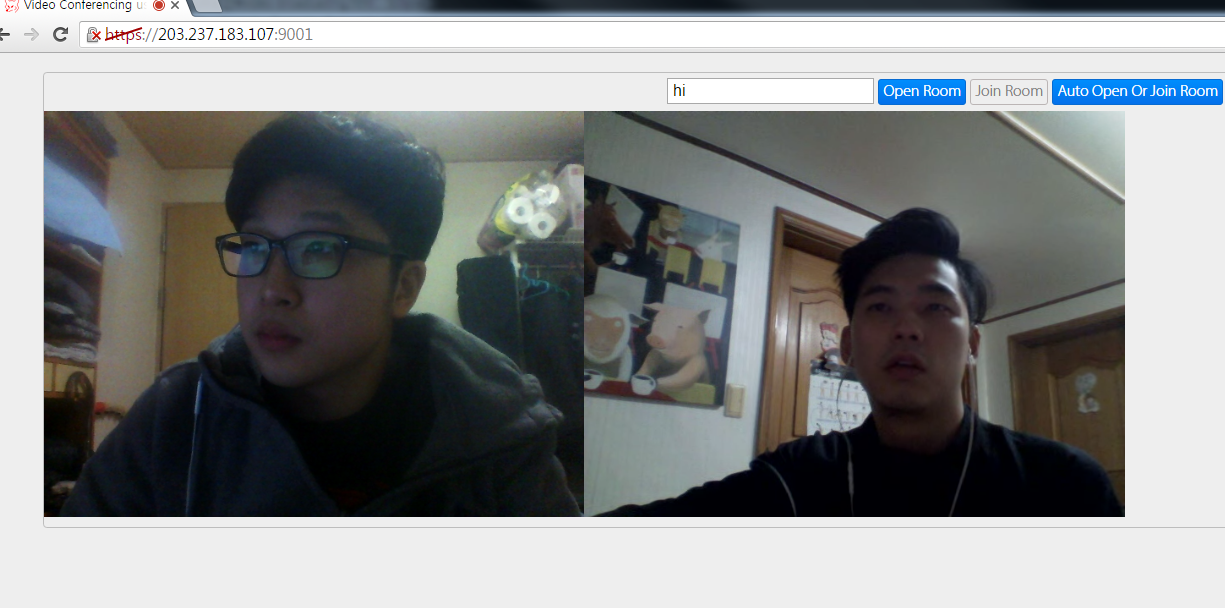 Video Conferencing u
https://203.237.183.107:9001
hi Open Room Join Room Auto Open Or Join Room